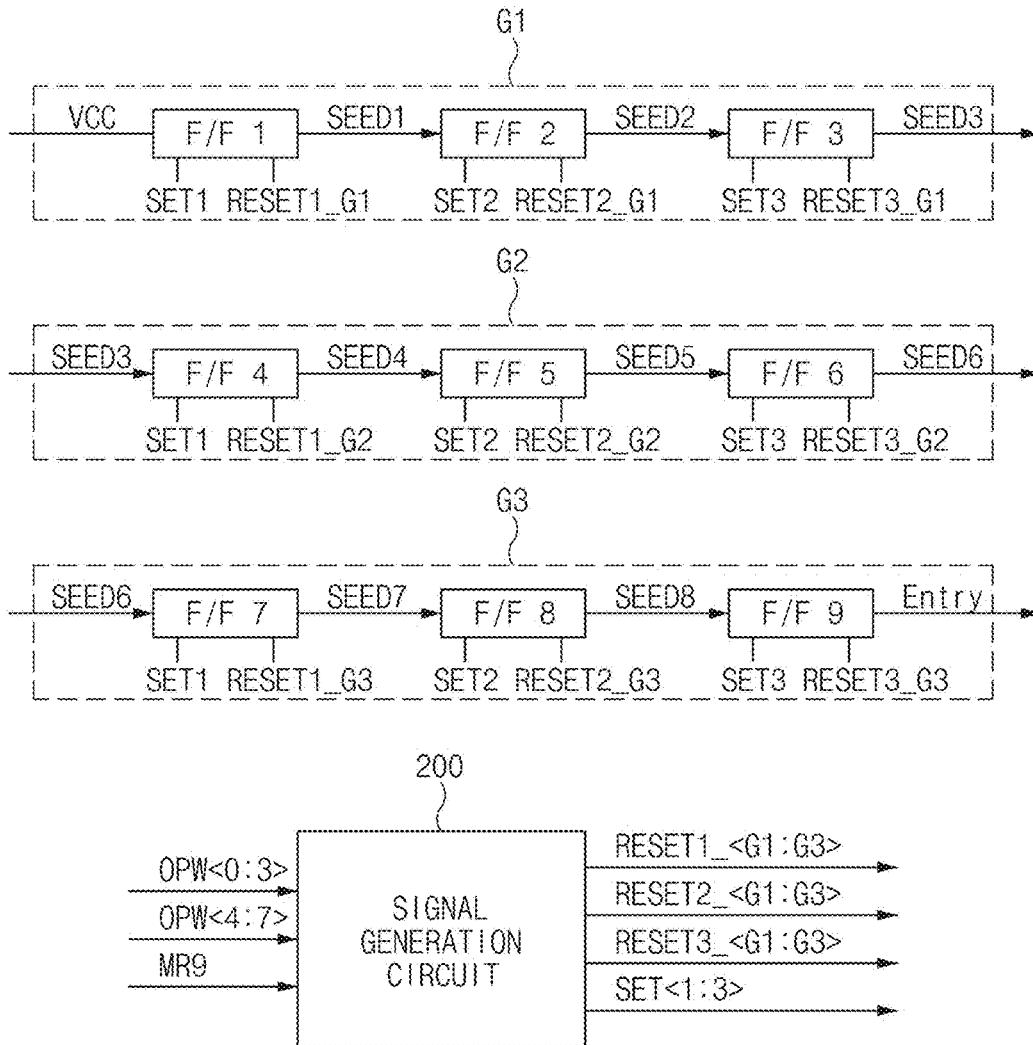 G1
VCC F/F 1 SEED1 F/F 2 SEED2 F/F 3 SEED3
SET1 RESET1_G1 SET2 RESET2_G1 SET3 RESET3_G1
G2
SEED3 F/F 4 SEED4 F/F 5 SEED5 F/F 6 SEED6
SET1 RESET1_G2 SET2 RESET2_G2 SET3 RESET3_G2
G3
SEED6 F/F 7 SEED7 F/F 8 SEED8 F/F 9 Entry
SET1 RESET1_G3 SET2 RESET2_G3 SET3 RESET3_G3
200
OPW<0:3>
OPW<4:7>
MR9
SIGNAL
GENERATION
CIRCUIT
RESET1_<G1:G3>
RESET2_<G1:G3>
RESET3_<G1:G3>
SET<1:3>